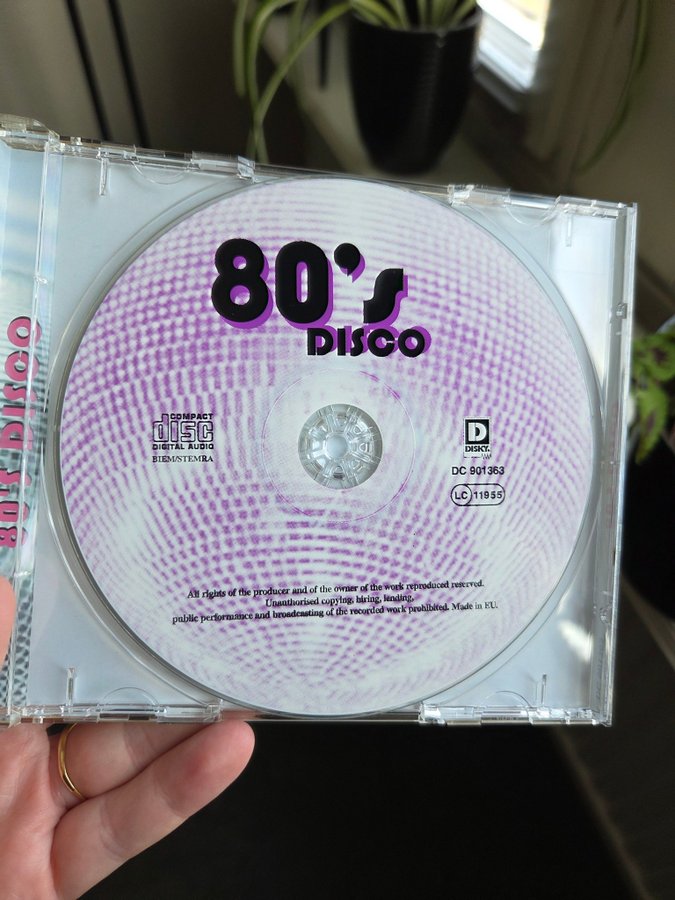 80's
DISCO
COMPACT
disc
DIGITAL AUDIO
BIEM/STEMRA
D
DISKY
DC 901363
LC 11955
All rights of the producer and of the owner of the work reproduced reserved.
Unauthorised copying, hiring, lending,
public performance and broadcasting of the recorded work prohibited. Made in EU.
80's DISCO